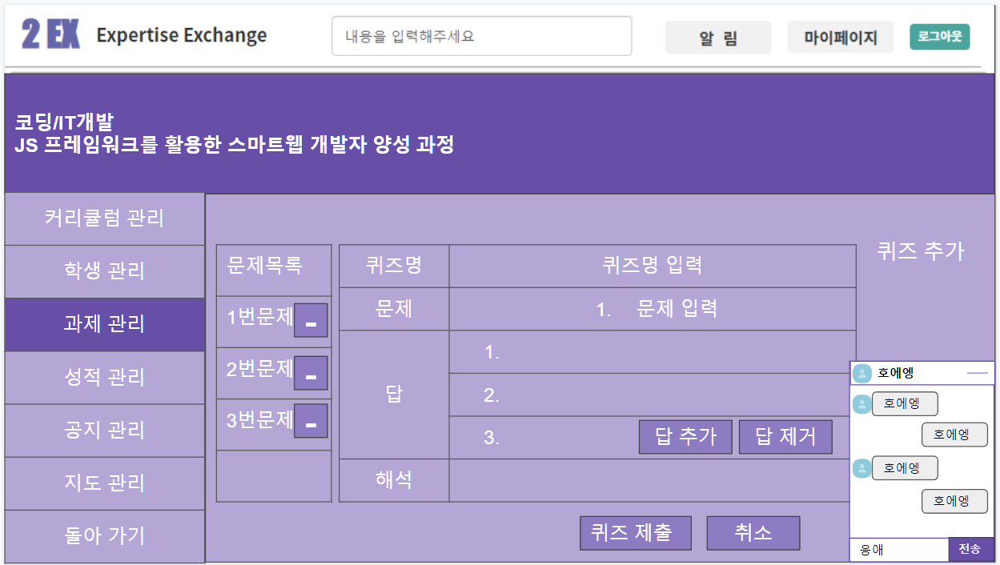 2 EX Expertise Exchange
내용을 입력해주세요
알 림
마이페이지
로그아웃
코딩/IT개발
JS 프레임워크를 활용한 스마트웹 개발자 양성 과정
커리큘럼 관리
학생 관리
과제 관리
성적 관리
공지 관리
지도 관리
돌아 가기
퀴즈 추가
문제목록
1번문제 -
2번문제 -
3번문제 -
퀴즈명 퀴즈명 입력
문제 1. 문제 입력
답
1.
2.
3. 답 추가 답 제거
해석
퀴즈 제출 취소
호에엥
호에엥
호에엥
호에엥
호에엥
응애 전송